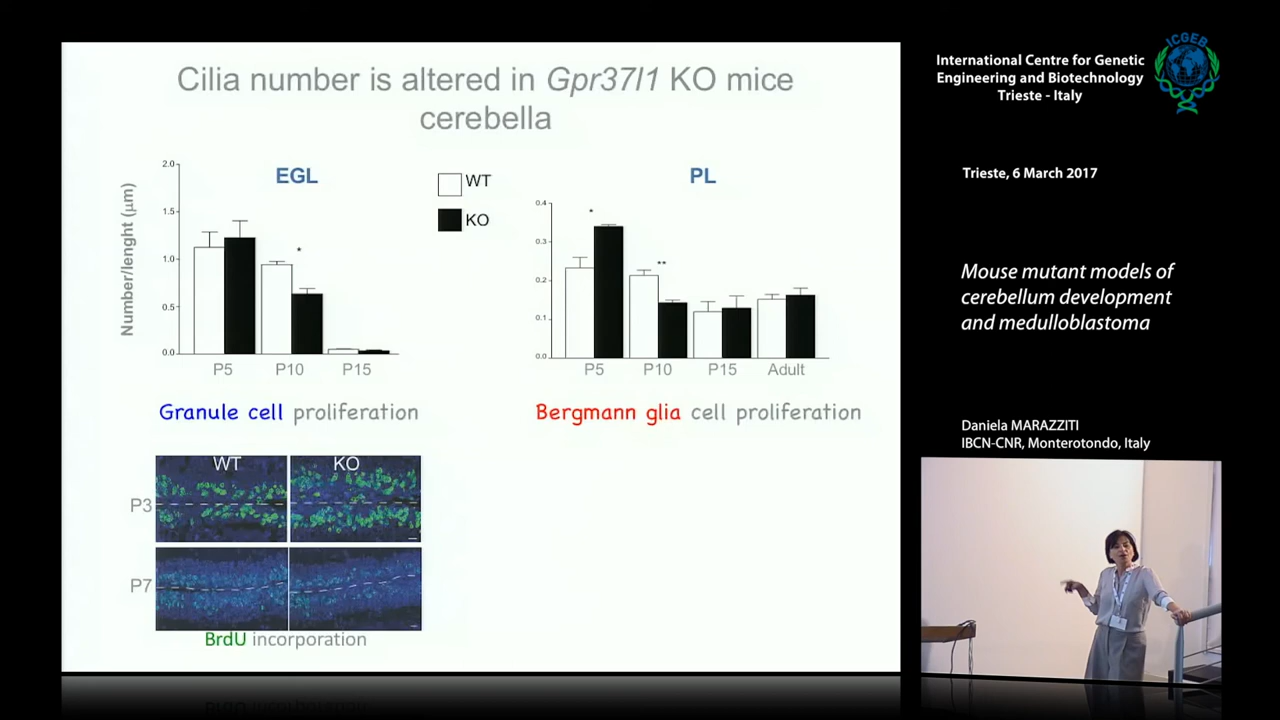 Cilia number is altered in Gpr37l1 KO mice
cerebella
EGL
Number/lenght (μm)
2.0
1.5
1.0
0.5
0.0
*
P5
P10
P15
WT
KO
PL
0.4
0.3
0.2
0.1
0.0
*
**
P5
P10
P15
Adult
Granule cell proliferation
Bergmann glia cell proliferation
WT
KO
P3
P7
BrdU incorporation
International Centre for Genetic
Engineering and Biotechnology
Trieste - Italy
ICGEB
Trieste, 6 March 2017
Mouse mutant models of
cerebellum development
and medulloblastoma
Daniela MARAZZITI
IBCN-CNR, Monterotondo, Italy